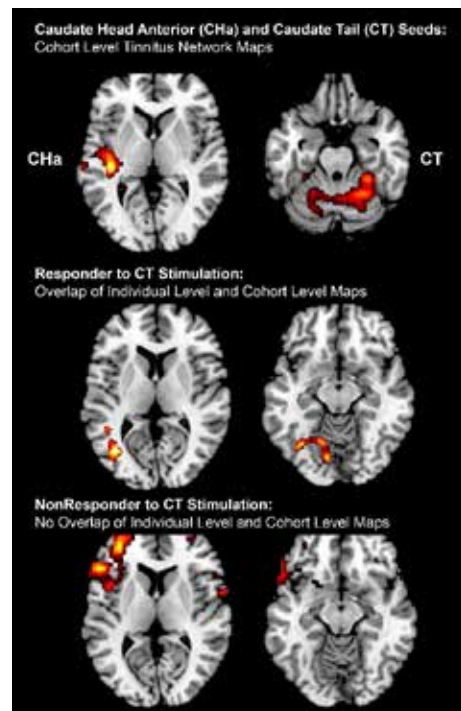 Caudate Head Anterior (CHa) and Caudate Tail (CT) Seeds:
Cohort Level Tinnitus Network Maps
CHa
CT
Responder to CT Stimulation:
Overlap of Individual Level and Cohort Level Maps
NonResponder to CT Stimulation:
No Overlap of Individual Level and Cohort Level Maps